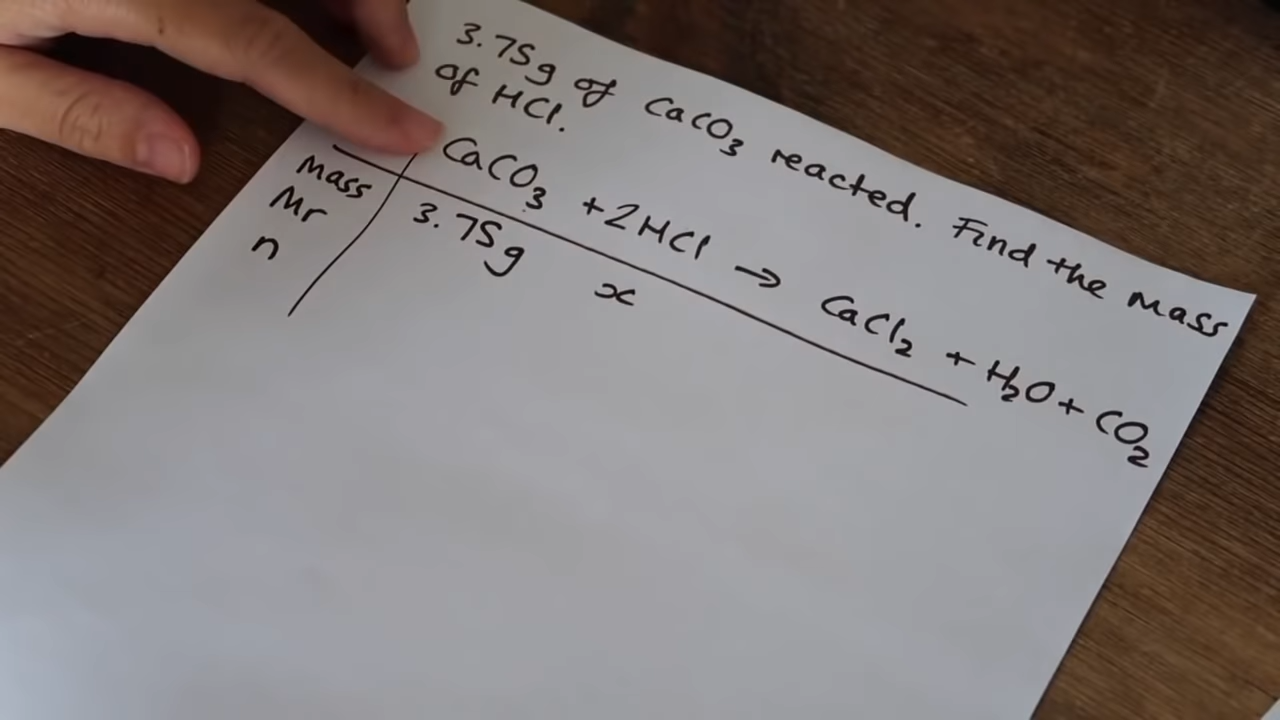 3.75g of CaCO₃ reacted. Find the mass
of HCl.
CaCO₃ + 2HCl → CaCl₂ + H₂O + CO₂
Mass 3.75g x
Mr
n